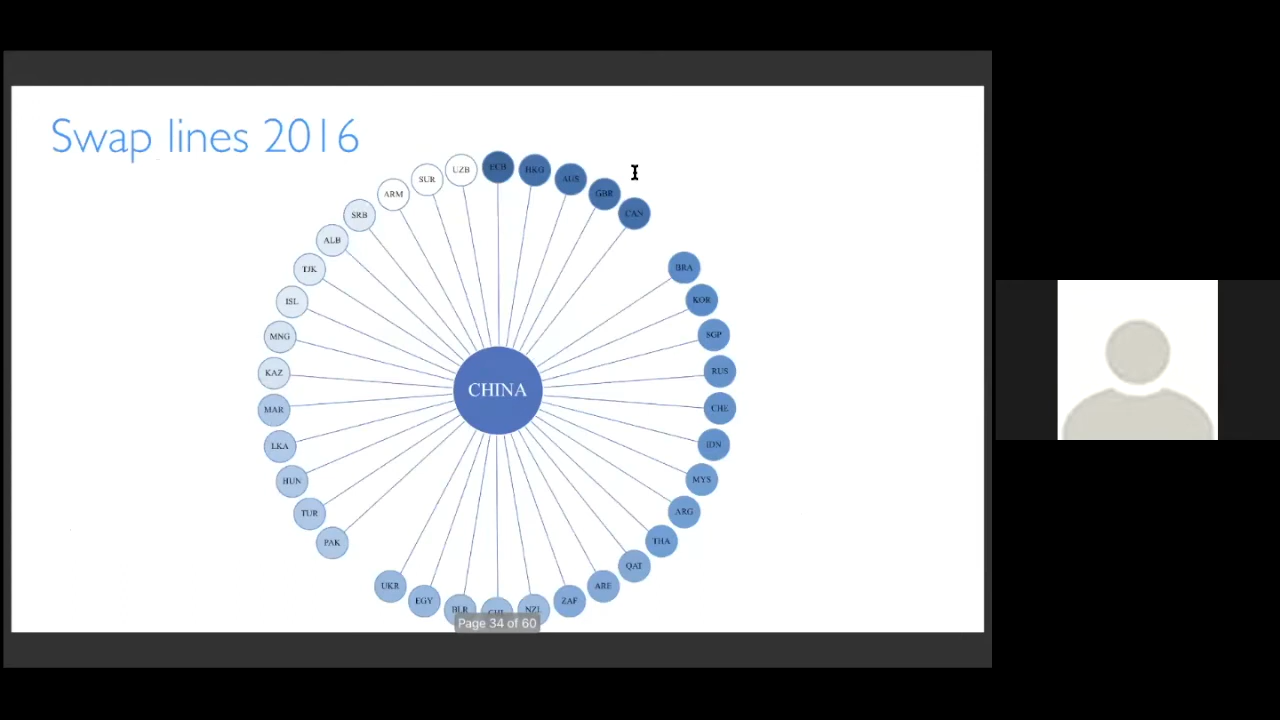 Swap lines 2016
ECB
HKG
AUS
GBR
CAN
BRA
KOR
SGP
RUS
CHE
IDN
MYS
ARG
THA
QAT
ARE
ZAF
NZL
BLR
EGY
UKR
PAK
TUR
HUN
LKA
MAR
KAZ
MNG
ISL
TJK
ALB
SRB
ARM
SUR
UZB
CHINA
Page 34 of 60